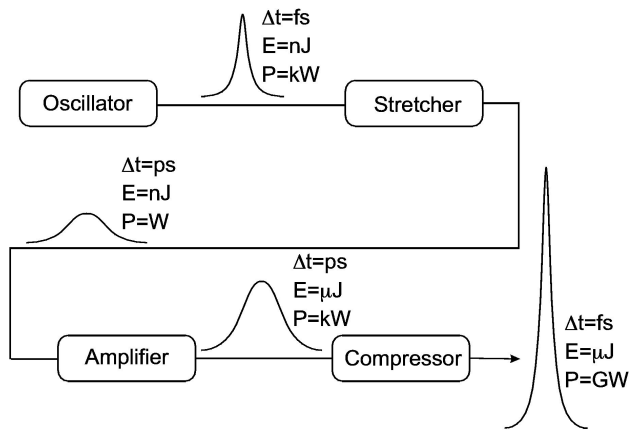 Δt=fs
E=nJ
P=kW
Oscillator
Stretcher
Δt=ps
E=nJ
P=W
Δt=ps
E=μJ
P=kW
Amplifier
Compressor
Δt=fs
E=μJ
P=GW